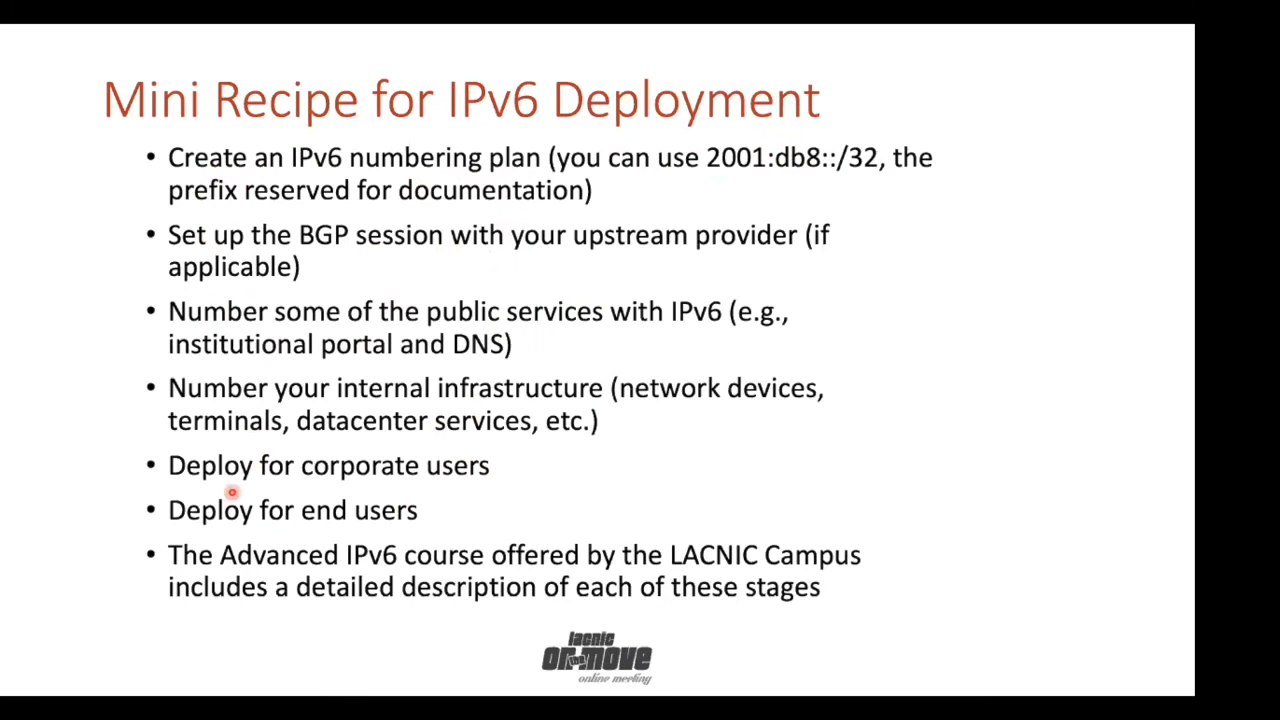 Mini Recipe for IPv6 Deployment
• Create an IPv6 numbering plan (you can use 2001:db8::/32, the
prefix reserved for documentation)
• Set up the BGP session with your upstream provider (if
applicable)
• Number some of the public services with IPv6 (e.g.,
institutional portal and DNS)
• Number your internal infrastructure (network devices,
terminals, datacenter services, etc.)
• Deploy for corporate users
• Deploy for end users
• The Advanced IPv6 course offered by the LACNIC Campus
includes a detailed description of each of these stages
lacnic
on the move
online meeting